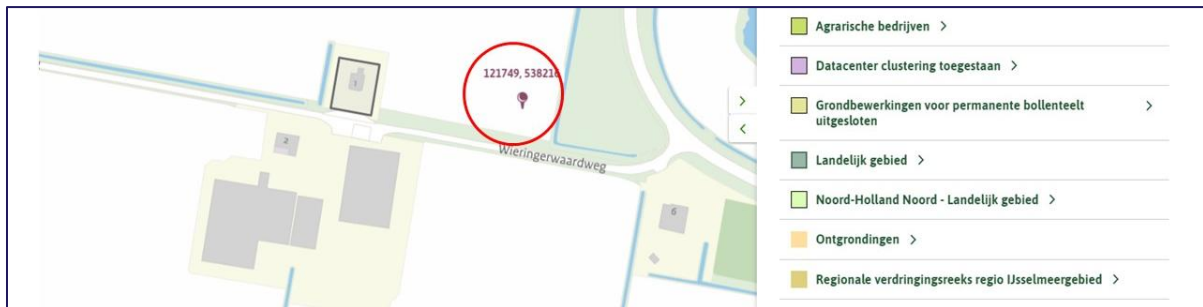 121749, 538216
1
2
Wieringerwaardweg
6
Agrarische bedrijven
Datacenter clustering toegestaan
Grondbewerkingen voor permanente bollenteelt
uitgesloten
Landelijk gebied
Noord-Holland Noord - Landelijk gebied
Ontgrondingen
Regionale verdringingsreeks regio IJsselmeergebied